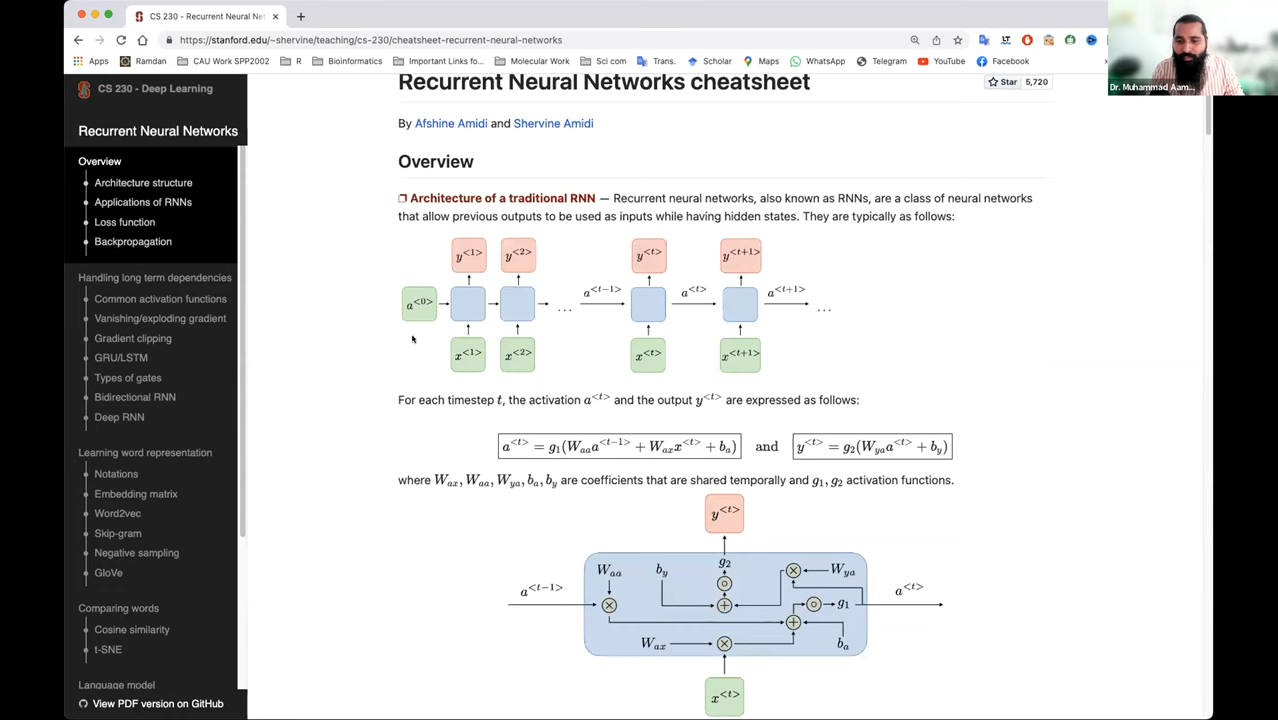 CS 230 - Recurrent Neural Net
https://stanford.edu/~shervine/teaching/cs-230/cheatsheet-recurrent-neural-networks
Apps Ramdan CAU Work SPP2002 R Bioinformatics Important Links fo... Molecular Work Sci com Trans. Scholar Maps WhatsApp Telegram YouTube Facebook
Dr. Muhammad Aam...
CS 230 - Deep Learning
Recurrent Neural Networks
Overview
Architecture structure
Applications of RNNs
Loss function
Backpropagation
Handling long term dependencies
Common activation functions
Vanishing/exploding gradient
Gradient clipping
GRU/LSTM
Types of gates
Bidirectional RNN
Deep RNN
Learning word representation
Notations
Embedding matrix
Word2vec
Skip-gram
Negative sampling
GloVe
Comparing words
Cosine similarity
t-SNE
Language model
View PDF version on GitHub
Recurrent Neural Networks cheatsheet
Star 5,720
By Afshine Amidi and Shervine Amidi
Overview
❐ Architecture of a traditional RNN — Recurrent neural networks, also known as RNNs, are a class of neural networks
that allow previous outputs to be used as inputs while having hidden states. They are typically as follows:
y<1> y<2> y<t> y<t+1>
a<0> ... a<t−1> a<t> a<t+1> ...
x<1> x<2> x<t> x<t+1>
For each timestep t, the activation a<t> and the output y<t> are expressed as follows:
a<t> = g1(Waaa<t−1> + Waxx<t> + ba) and y<t> = g2(Wyaa<t> + by)
where Wax, Waa, Wya, ba, by are coefficients that are shared temporally and g1, g2 activation functions.
y<t>
Waa by g2 × Wya
a<t−1> × + g1 a<t>
+
Wax × ba
x<t>